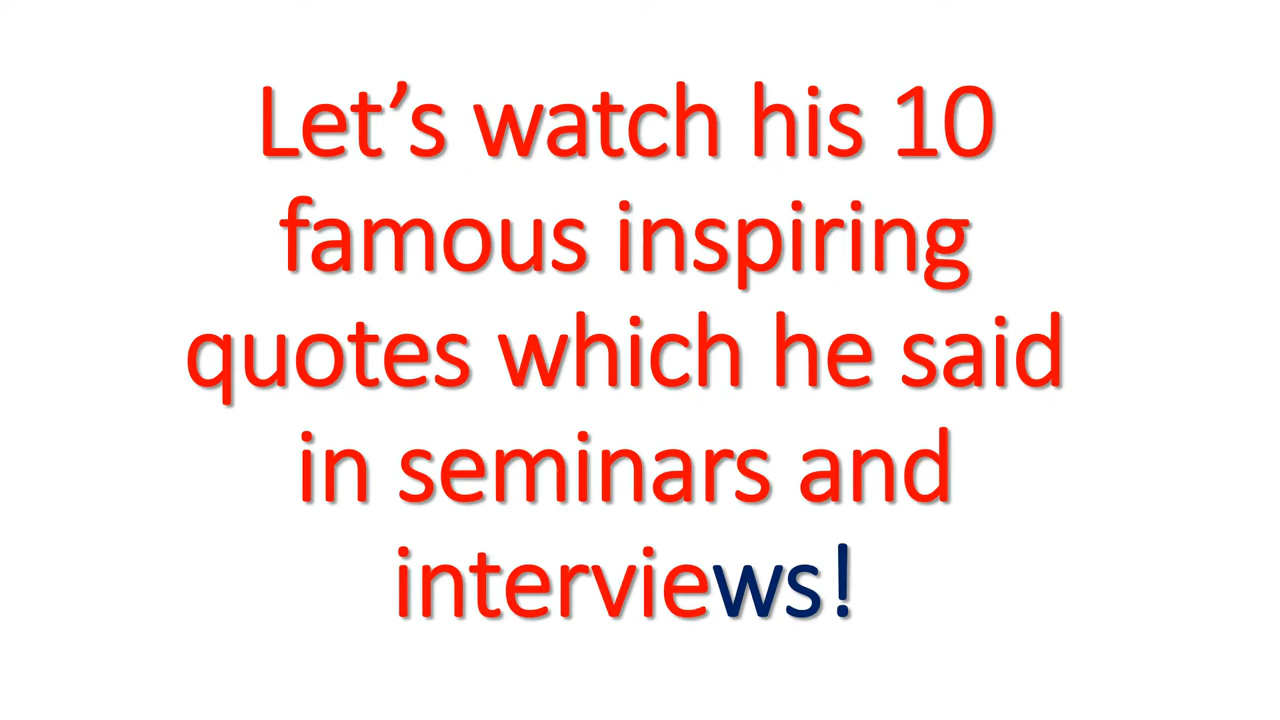 Let’s watch his 10
famous inspiring
quotes which he said
in seminars and
interviews!